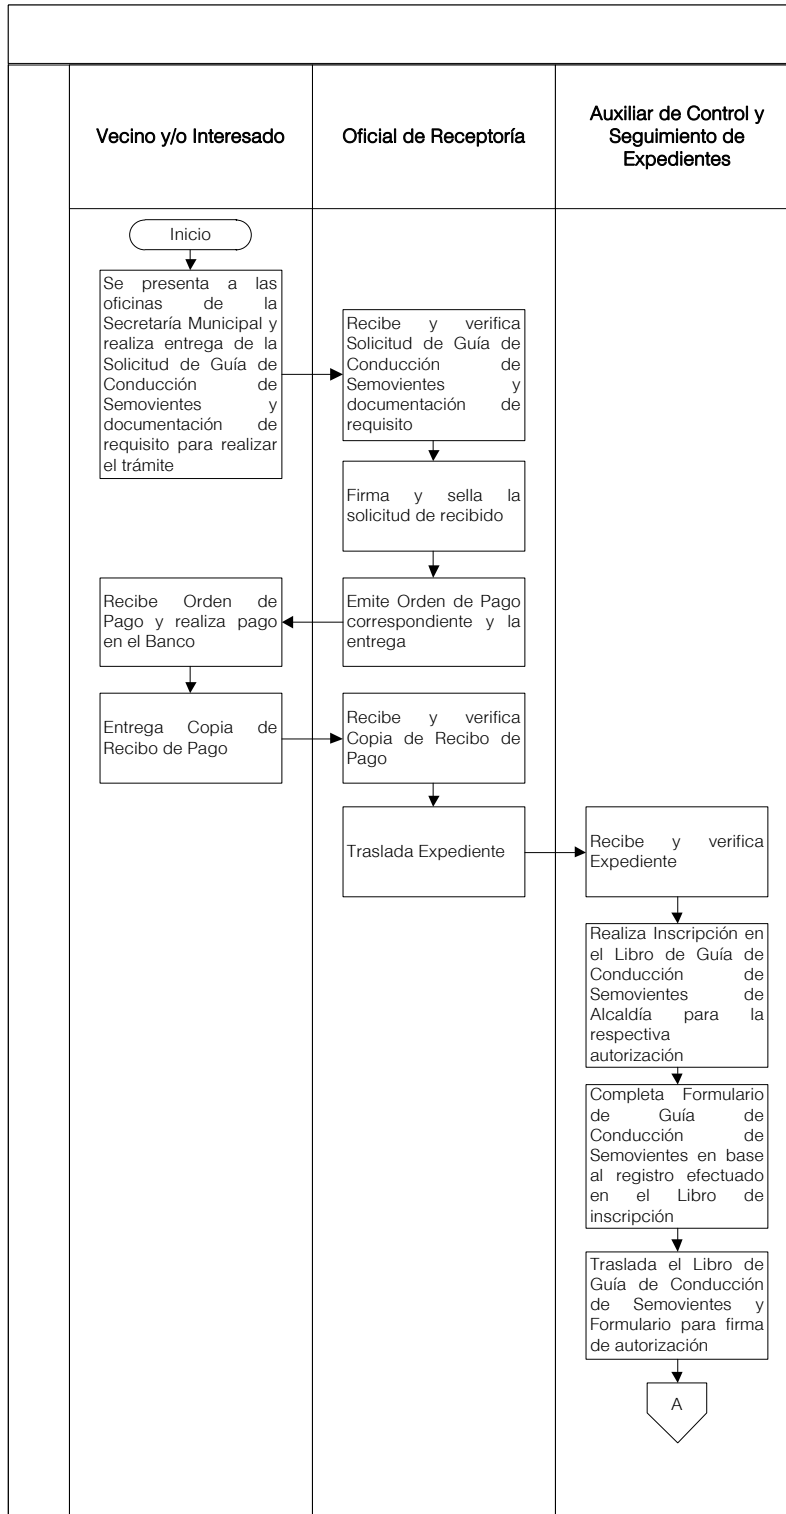 Vecino y/o Interesado
Oficial de Receptoría
Auxiliar de Control y
Seguimiento de
Expedientes
Inicio
Se presenta a las
oficinas de la
Secretaría Municipal y
realiza entrega de la
Solicitud de Guía de
Conducción de
Semovientes y
documentación de
requisito para realizar
el trámite
Recibe y verifica
Solicitud de Guía de
Conducción de
Semovientes y
documentación de
requisito
Firma y sella la
solicitud de recibido
Emite Orden de Pago
correspondiente y la
entrega
Recibe Orden de
Pago y realiza pago
en el Banco
Entrega Copia de
Recibo de Pago
Recibe y verifica
Copia de Recibo de
Pago
Traslada Expediente
Recibe y verifica
Expediente
Realiza Inscripción en
el Libro de Guía de
Conducción de
Semovientes de
Alcaldía para la
respectiva
autorización
Completa Formulario
de Guía de
Conducción de
Semovientes en base
al registro efectuado
en el Libro de
inscripción
Traslada el Libro de
Guía de Conducción
de Semovientes y
Formulario para firma
de autorización
A